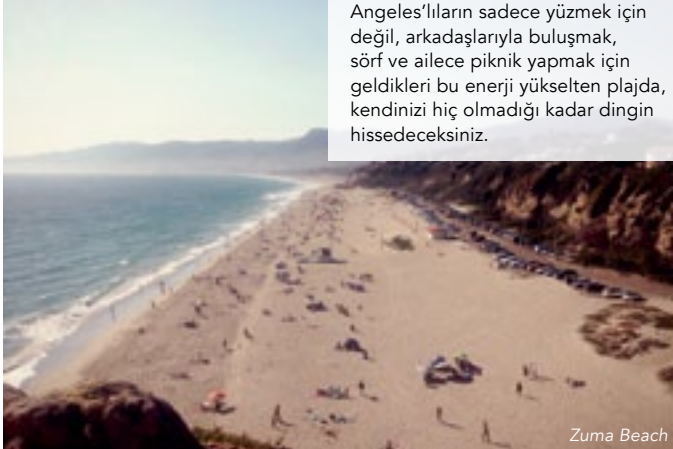 Angeles’lıların sadece yüzmek için
değil, arkadaşlarıyla buluşmak,
sörf ve ailece piknik yapmak için
geldikleri bu enerji yükselten plajda,
kendinizi hiç olmadığı kadar dingin
hissedeceksiniz.
Zuma Beach